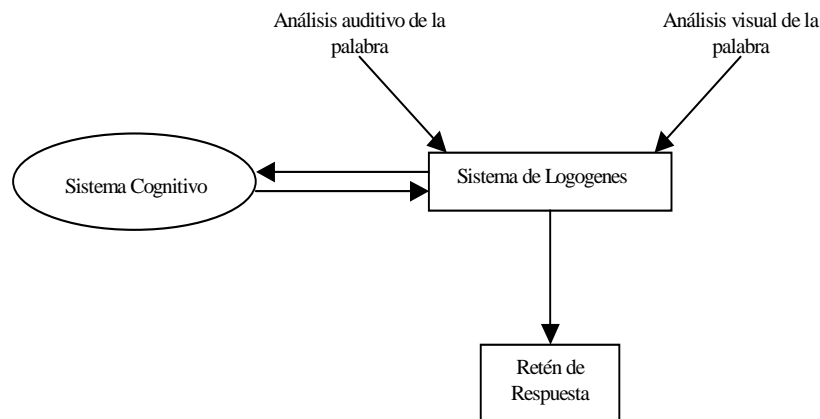 Análisis auditivo de la
palabra
Análisis visual de la
palabra
Sistema Cognitivo
Sistema de Logogenes
Retén de
Respuesta